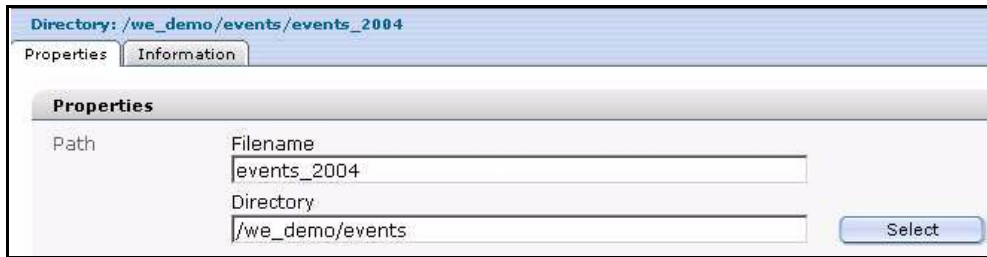 Directory: /we_demo/events/events_2004
Properties Information
Properties
Path Filename
events_2004
Directory
/we_demo/events Select